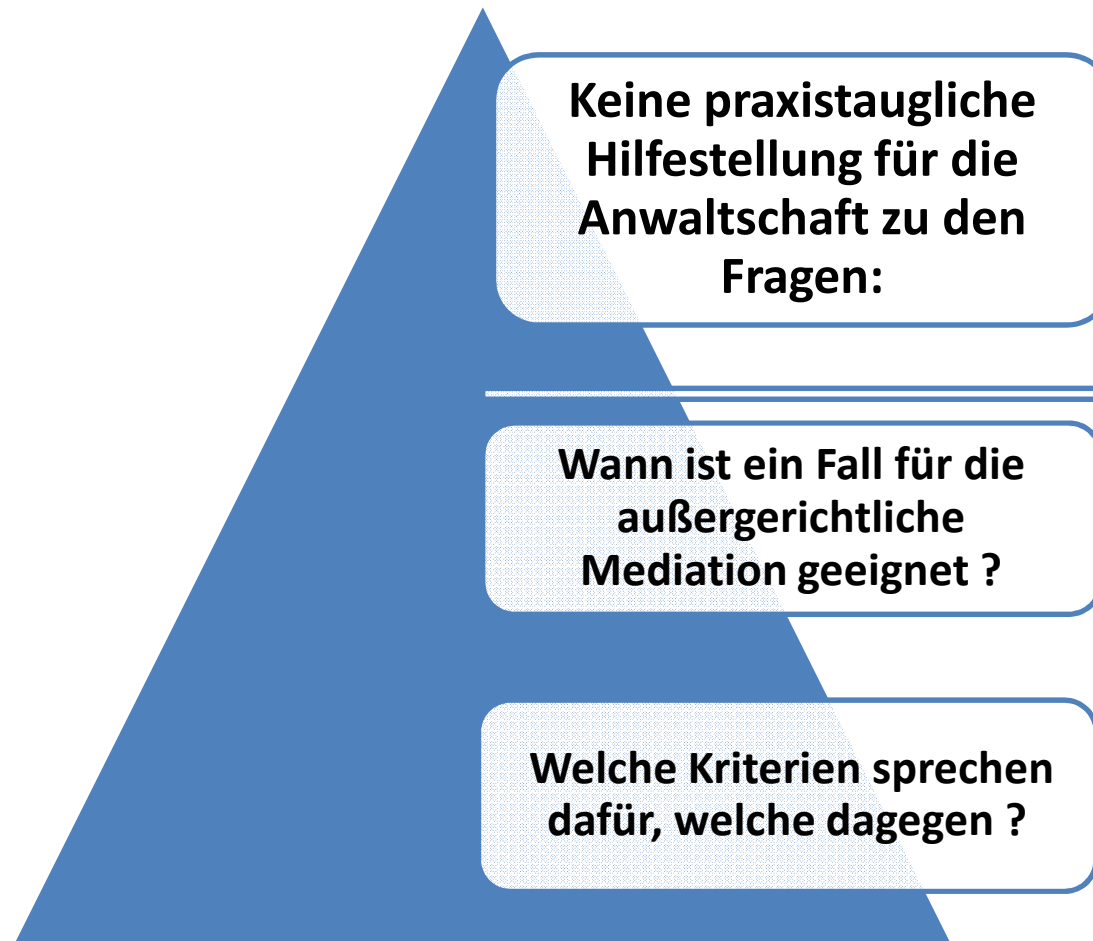 Keine praxistaugliche
Hilfestellung für die
Anwaltschaft zu den
Fragen:
Wann ist ein Fall für die
außergerichtliche
Mediation geeignet ?
Welche Kriterien sprechen
dafür, welche dagegen ?